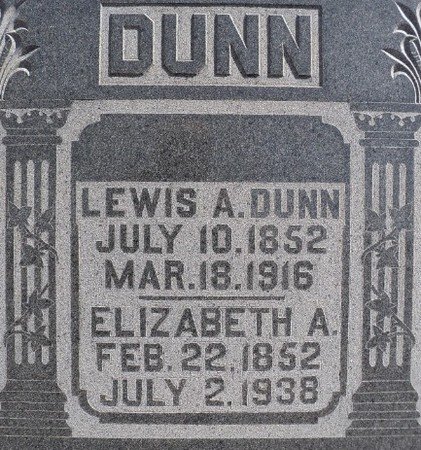 DUNN
LEWIS A. DUNN
JULY 10, 1852
MAR. 18, 1916
ELIZABETH A.
FEB. 22, 1852
JULY 2, 1938